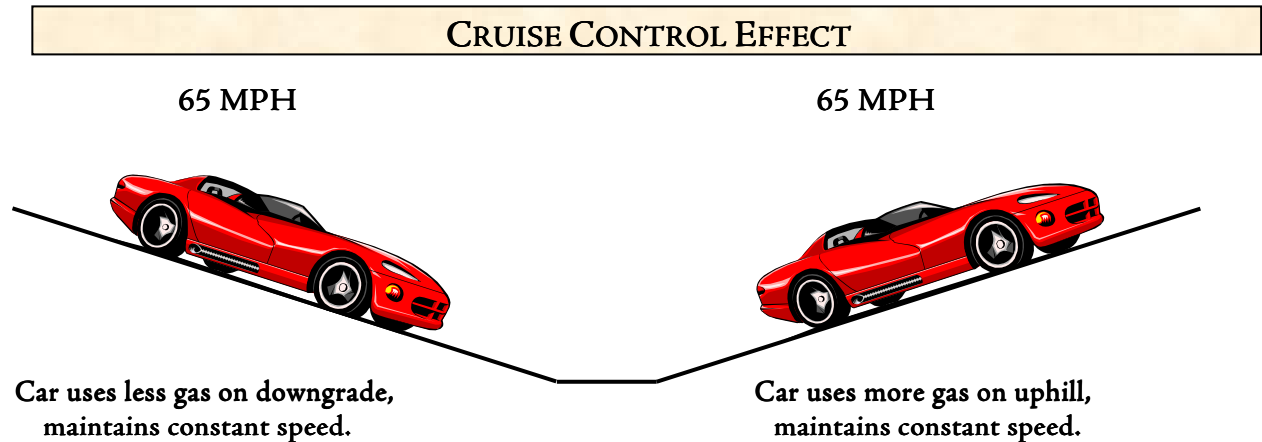 CRUISE CONTROL EFFECT
65 MPH
65 MPH
Car uses less gas on downgrade,
maintains constant speed.
Car uses more gas on uphill,
maintains constant speed.